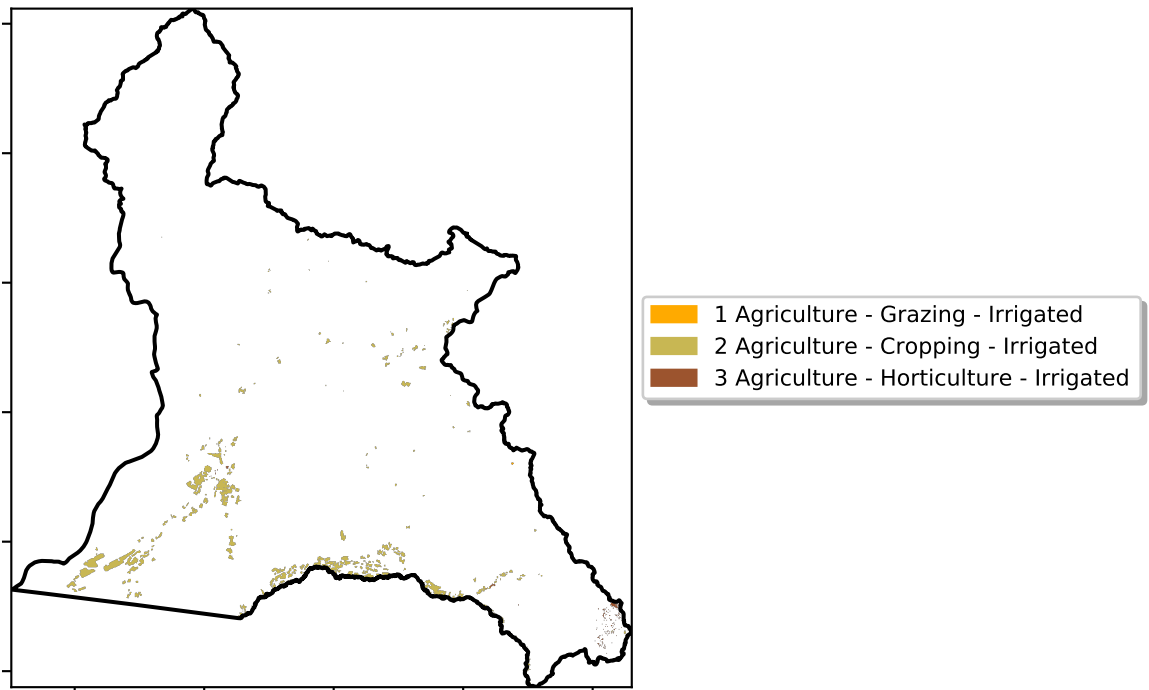 1 Agriculture - Grazing - Irrigated
2 Agriculture - Cropping - Irrigated
3 Agriculture - Horticulture - Irrigated